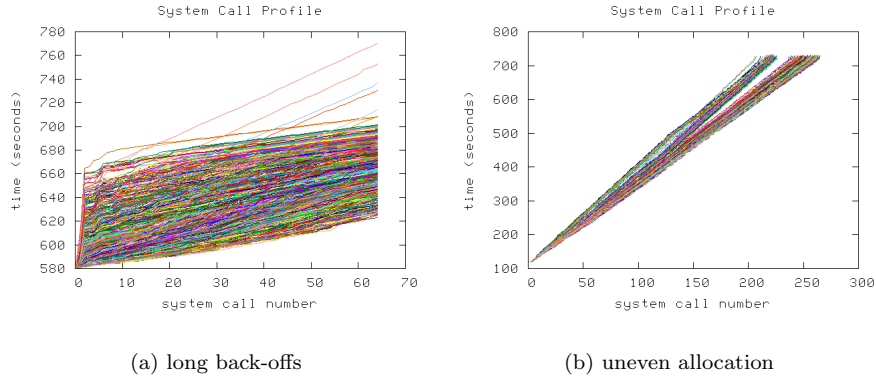 System Call Profile
780
760
740
720
700
680
660
640
620
600
580
time (seconds)
0 10 20 30 40 50 60 70
system call number
(a) long back-offs
System Call Profile
800
700
600
500
400
300
200
100
time (seconds)
0 50 100 150 200 250 300
system call number
(b) uneven allocation